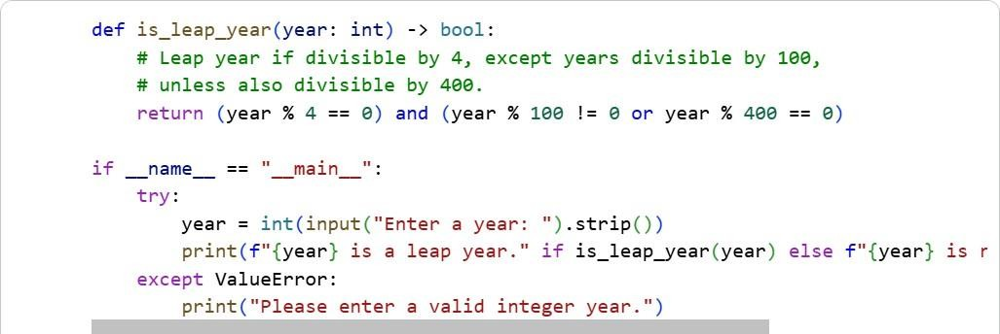 def is_leap_year(year: int) -> bool:
    # Leap year if divisible by 4, except years divisible by 100,
    # unless also divisible by 400.
    return (year % 4 == 0) and (year % 100 != 0 or year % 400 == 0)

if __name__ == "__main__":
    try:
        year = int(input("Enter a year: ").strip())
        print(f"{year} is a leap year." if is_leap_year(year) else f"{year} is
    except ValueError:
        print("Please enter a valid integer year.")